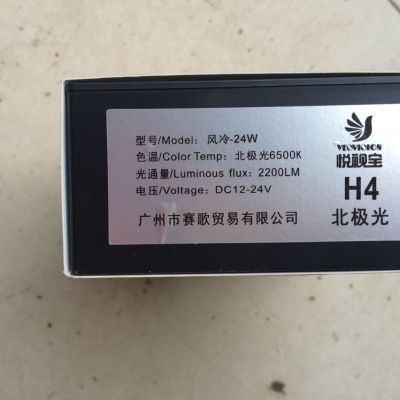 型号/Model: 风冷-24W
色温/Color Temp: 北极光6500K
光通量/Luminous flux: 2200LM
电压/Voltage: DC12-24V
广州市赛歌贸易有限公司
悦视宝
H4
北极光